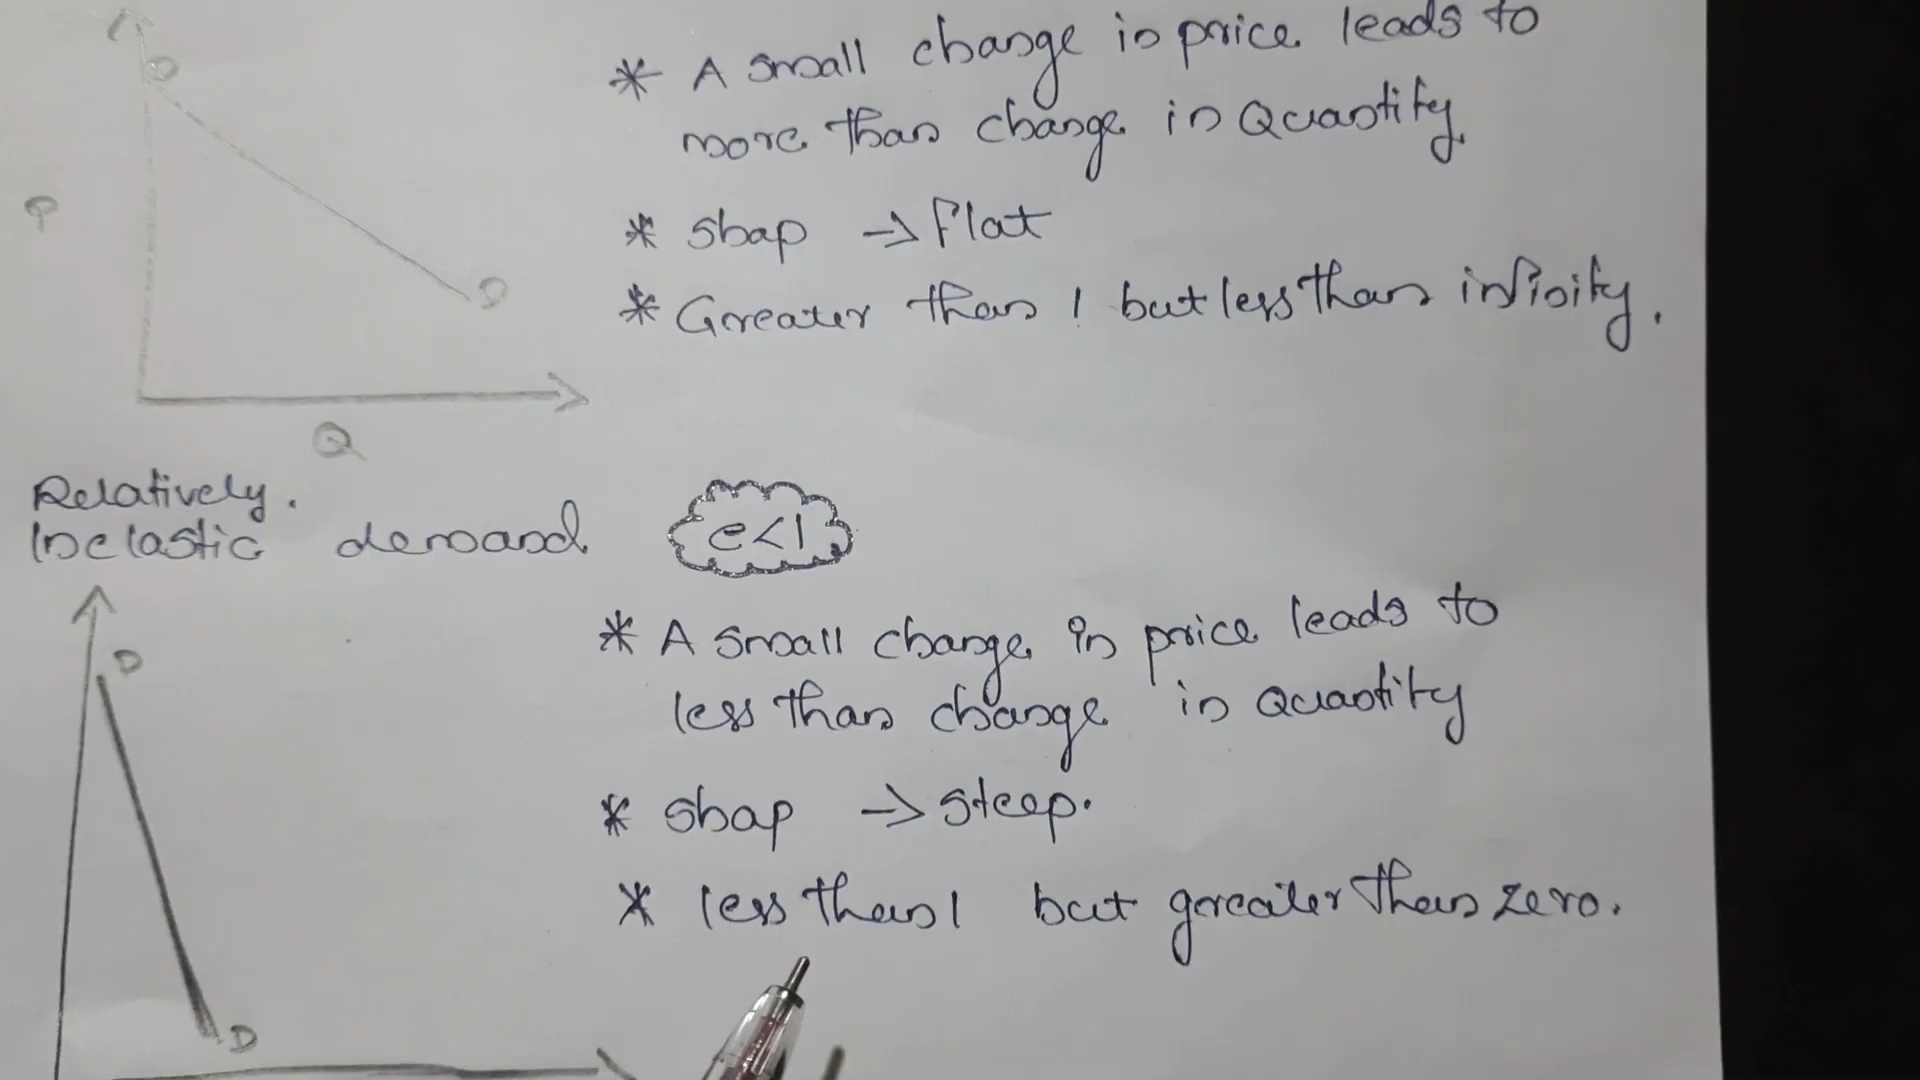 D
* A small change in price leads to
more than change in Quantity.
P
* shap → flat
D
* Greater than 1 but less than infinity.
Q
Relatively.
Inelastic demand
e<1
* A small change in price leads to
less than change in Quantity
D
* shap → steep.
* less than 1 but greater than zero.
D